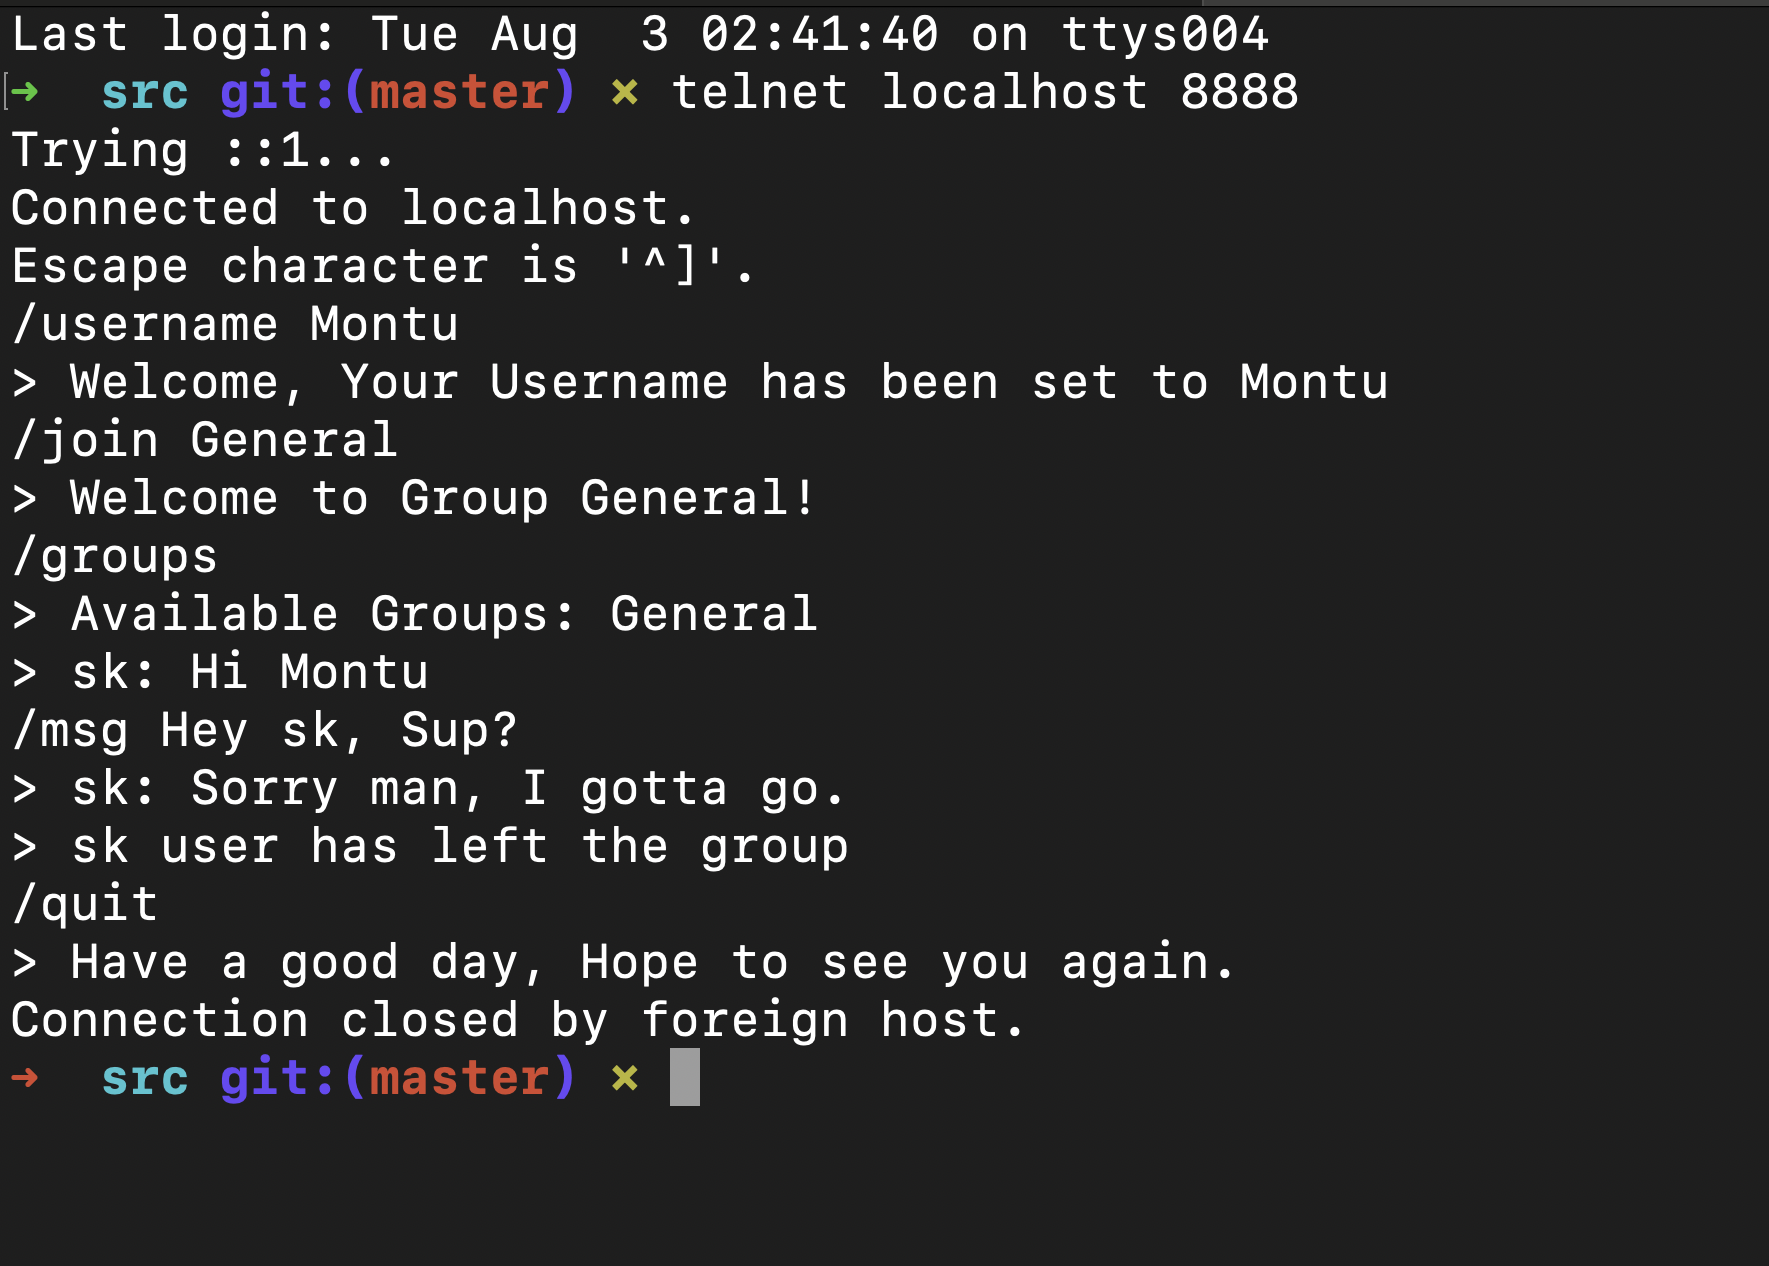 Last login: Tue Aug  3 02:41:40 on ttys004
[➜  src git:(master) ✗ telnet localhost 8888
Trying ::1...
Connected to localhost.
Escape character is '^]'.
/username Montu
> Welcome, Your Username has been set to Montu
/join General
> Welcome to Group General!
/groups
> Available Groups: General
> sk: Hi Montu
/msg Hey sk, Sup?
> sk: Sorry man, I gotta go.
> sk user has left the group
/quit
> Have a good day, Hope to see you again.
Connection closed by foreign host.
➜  src git:(master) ✗